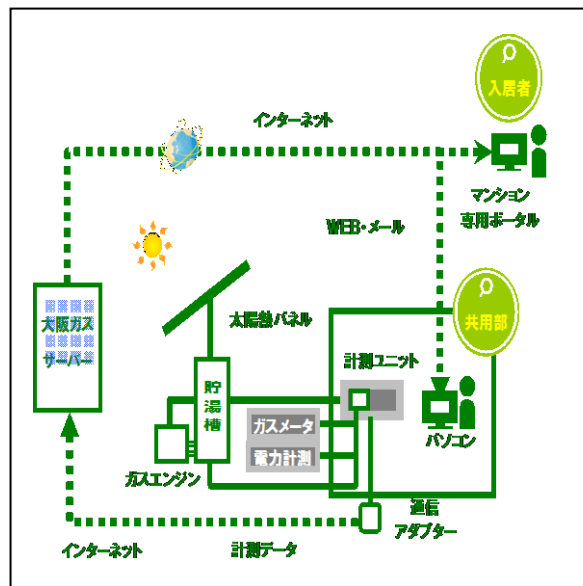 入居者
インターネット
マンション
専用ポータル
WEB・メール
太陽熱パネル
共用部
大阪ガス
サーバー
計測ユニット
貯湯槽
ガスメータ
電力計測
パソコン
ガスエンジン
通信
アダプター
インターネット
計測データ